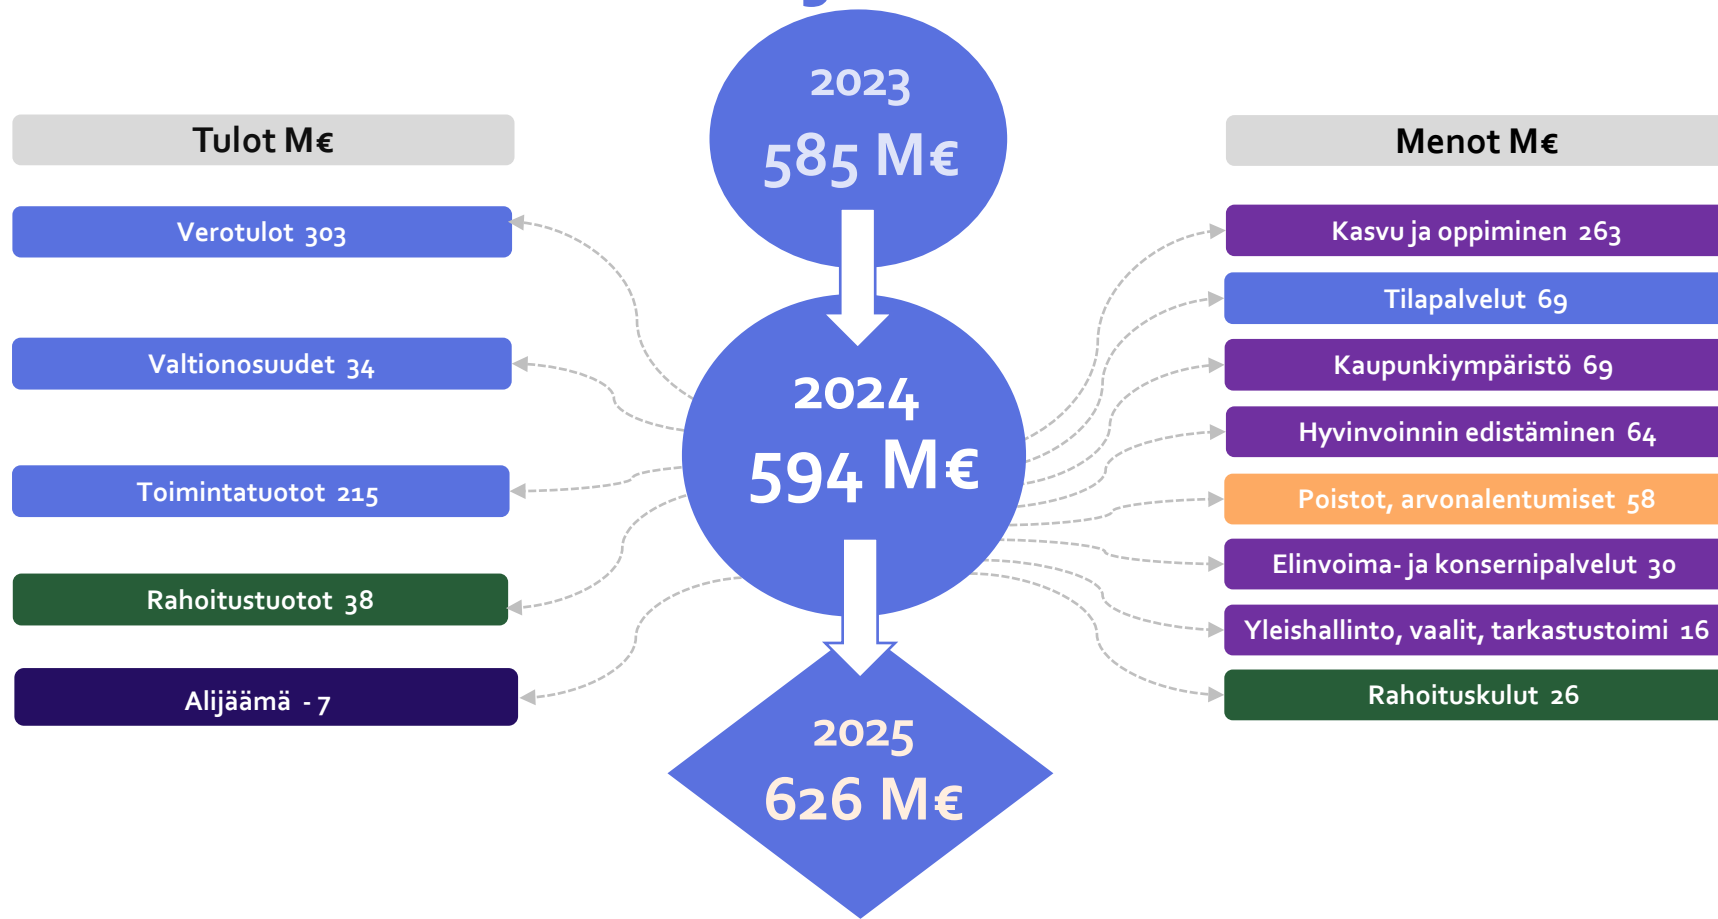 2023
585 M€
Tulot M€
Verotulot 303
Valtionosuudet 34
Toimintatuotot 215
Rahoitustuotot 38
Alijäämä - 7
2024
594 M€
2025
626 M€
Menot M€
Kasvu ja oppiminen 263
Tilapalvelut 69
Kaupunkiympäristö 69
Hyvinvoinnin edistäminen 64
Poistot, arvonalentumiset 58
Elinvoima- ja konsernipalvelut 30
Yleishallinto, vaalit, tarkastustoimi 16
Rahoituskulut 26